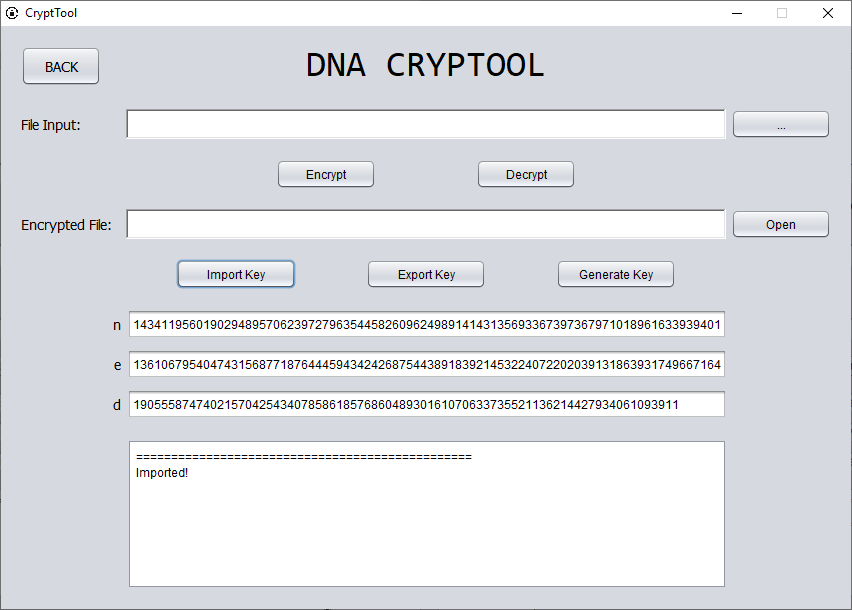 CryptTool
BACK
DNA CRYPTOOL
File Input:
...
Encrypt
Decrypt
Encrypted File:
Open
Import Key
Export Key
Generate Key
n
143411956019029489570623972796354458260962498914143135693367397367971018961633939401
e
136106795404743156877187644459434242687544389183921453224072202039131863931749667164
d
190555874740215704254340785861857686048930161070633735521136214427934061093911
================================================
Imported!